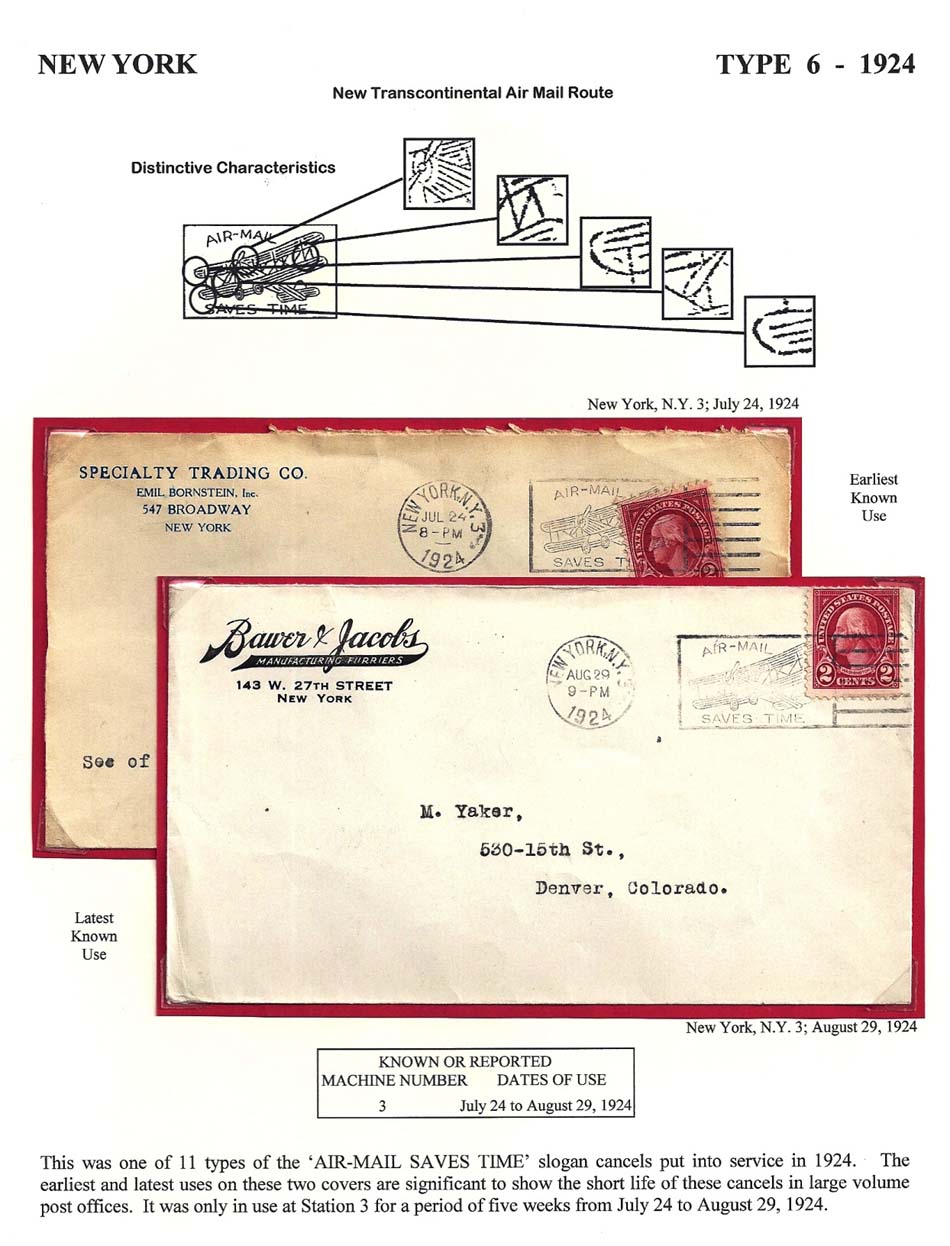 NEW YORK TYPE 6 - 1924
New Transcontinental Air Mail Route
Distinctive Characteristics
AIR-MAIL
SAVES TIME
New York, N.Y. 3; July 24, 1924
SPECIALTY TRADING CO.
EMIL BORNSTEIN, Inc.
547 BROADWAY
NEW YORK
NEW YORK, N.Y. 3
JUL 24
8-PM
1924
AIR-MAIL
SAVES TI
UNITED STATES POSTAGE
2
Earliest
Known
Use
Bawer & Jacobs
MANUFACTURING FURRIERS
143 W. 27TH STREET
NEW YORK
NEW YORK, N.Y. 3
AUG 29
9-PM
1924
AIR-MAIL
SAVES TIME
UNITED STATES POSTAGE
2 CENTS 2
See of
M. Yaker,
530-15th St.,
Denver, Colorado.
Latest
Known
Use
New York, N.Y. 3; August 29, 1924
KNOWN OR REPORTED
MACHINE NUMBER DATES OF USE
3 July 24 to August 29, 1924
This was one of 11 types of the ‘AIR-MAIL SAVES TIME’ slogan cancels put into service in 1924. The
earliest and latest uses on these two covers are significant to show the short life of these cancels in large volume
post offices. It was only in use at Station 3 for a period of five weeks from July 24 to August 29, 1924.